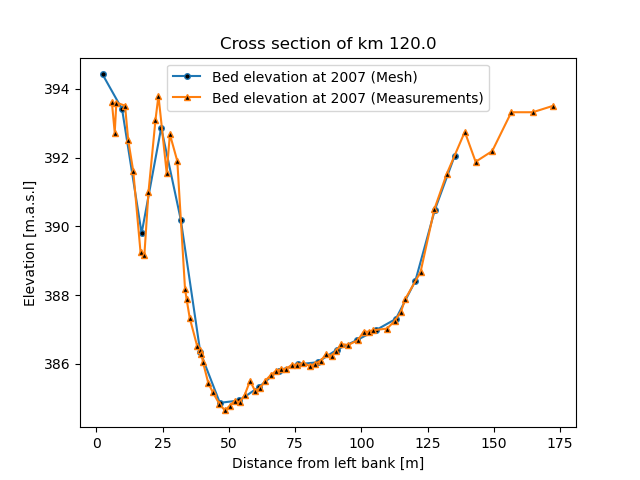 Cross section of km 120.0
Bed elevation at 2007 (Mesh)
Bed elevation at 2007 (Measurements)
Elevation [m.a.s.l]
394
392
390
388
386
0 25 50 75 100 125 150 175
Distance from left bank [m]